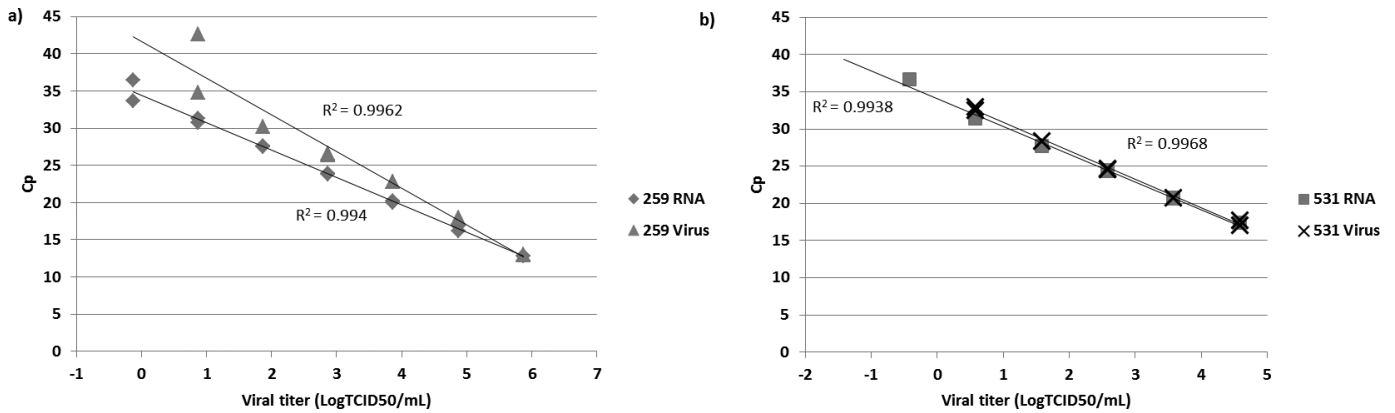 a)
45
40
35
30
25
20
15
10
5
0
Cp
-1 0 1 2 3 4 5 6 7
Viral titer (LogTCID50/mL)
R² = 0.9962
R² = 0.994
259 RNA
259 Virus
b)
45
40
35
30
25
20
15
10
5
0
Cp
-2 -1 0 1 2 3 4 5
Viral titer (LogTCID50/mL)
R² = 0.9938
R² = 0.9968
531 RNA
531 Virus